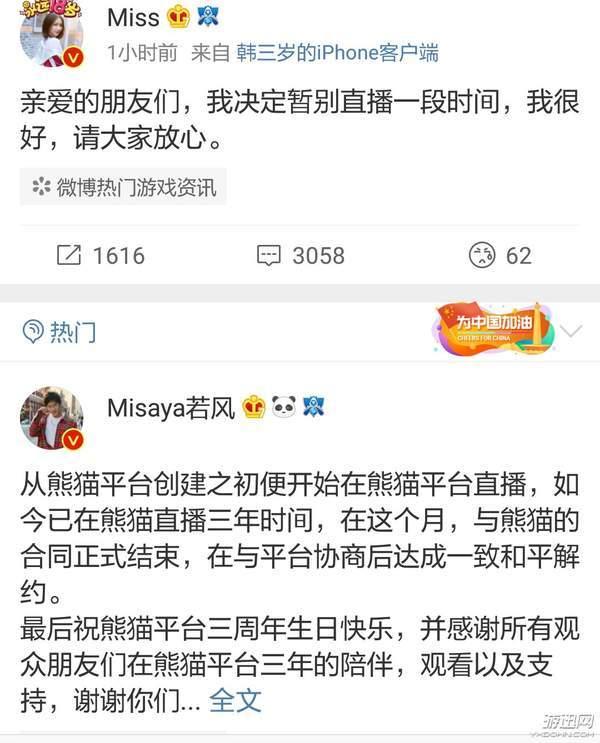 永远18岁
Miss
1小时前 来自 韩三岁的iPhone客户端
亲爱的朋友们，我决定暂别直播一段时间，我很
好，请大家放心。
微博热门游戏资讯
1616
3058
62
热门
为中国加油
CHEERS FOR CHINA
Misaya若风
从熊猫平台创建之初便开始在熊猫平台直播，如
今已在熊猫直播三年时间，在这个月，与熊猫的
合同正式结束，在与平台协商后达成一致和平解
约。
最后祝熊猫平台三周年生日快乐，并感谢所有观
众朋友们在熊猫平台三年的陪伴，观看以及支
持，谢谢你们... 全文
游迅网
YXDOWN.COM